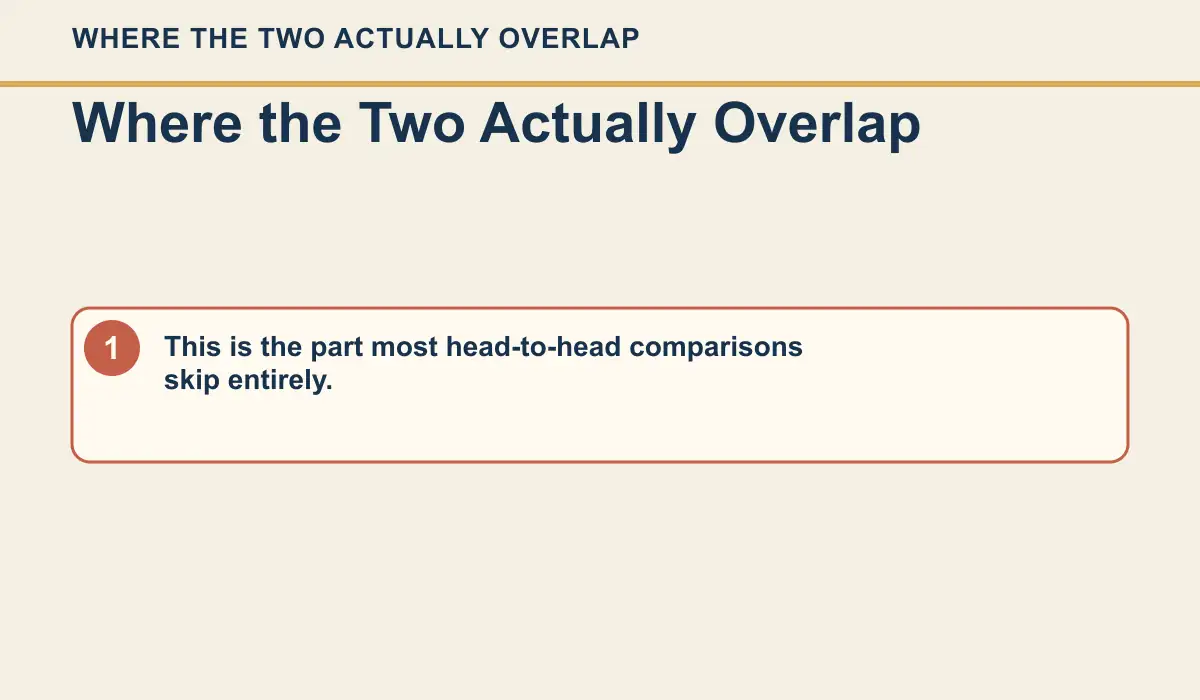 WHERE THE TWO ACTUALLY OVERLAP
Where the Two Actually Overlap
1
This is the part most head-to-head comparisons
skip entirely.